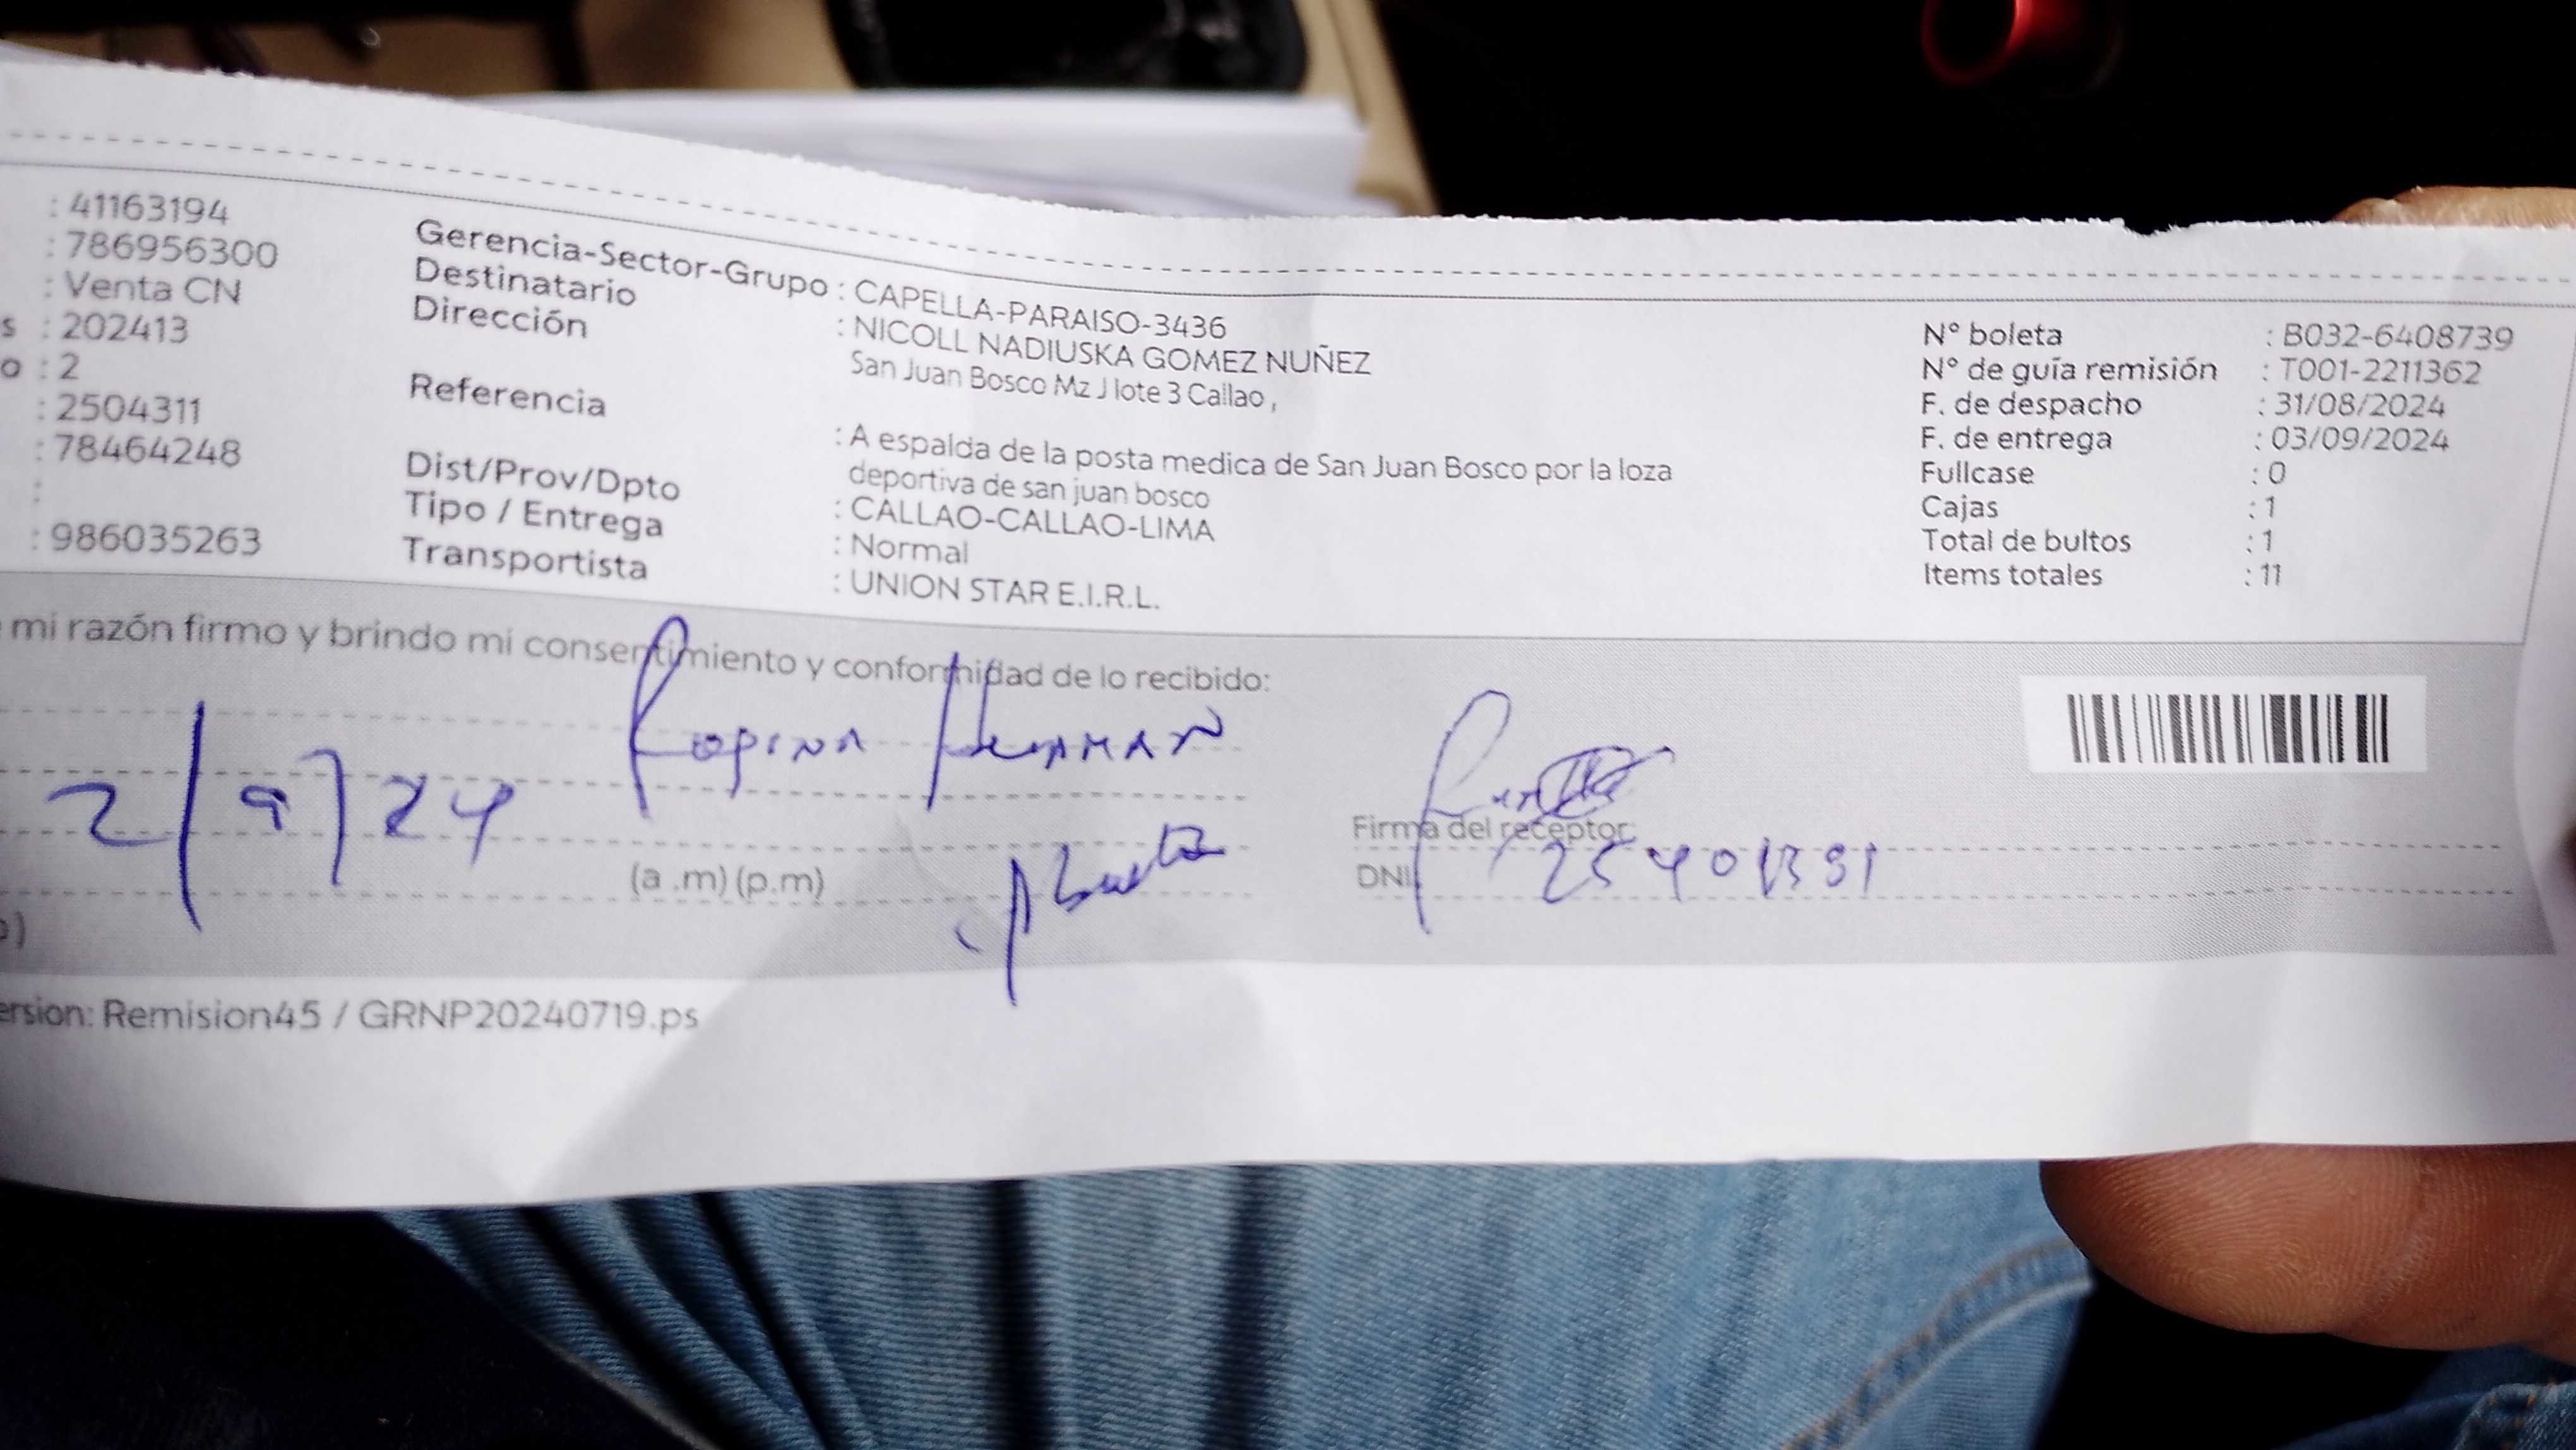 : 41163194
: 786956300
: Venta CN
s : 202413
o : 2
: 2504311
: 78464248
:
: 986035263
Gerencia-Sector-Grupo : CAPELLA-PARAISO-3436
Destinatario : NICOLL NADIUSKA GOMEZ NUÑEZ
Dirección San Juan Bosco Mz J lote 3 Callao ,
Referencia : A espalda de la posta medica de San Juan Bosco por la loza
deportiva de san juan bosco
Dist/Prov/Dpto : CALLAO-CALLAO-LIMA
Tipo / Entrega : Normal
Transportista : UNION STAR E.I.R.L.
N° boleta : B032-6408739
N° de guía remisión : T001-2211362
F. de despacho : 31/08/2024
F. de entrega : 03/09/2024
Fullcase : 0
Cajas : 1
Total de bultos : 1
Items totales : 11
mi razón firmo y brindo mi consentimiento y conformidad de lo recibido:
2/9/24
(a .m) (p.m)
Firma del receptor:
DNI
ersion: Remision45 / GRNP20240719.ps